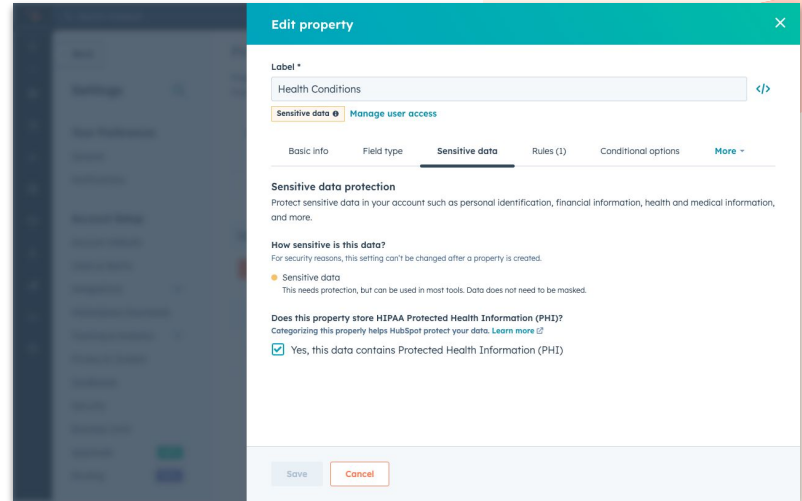 Edit property
Label *
Health Conditions
</>
Sensitive data
Manage user access
Basic info
Field type
Sensitive data
Rules (1)
Conditional options
More
Sensitive data protection
Protect sensitive data in your account such as personal identification, financial information, health and medical information,
and more.
How sensitive is this data?
For security reasons, this setting can't be changed after a property is created.
Sensitive data
This needs protection, but can be used in most tools. Data does not need to be masked.
Does this property store HIPAA Protected Health Information (PHI)?
Categorizing this properly helps HubSpot protect your data. Learn more
Yes, this data contains Protected Health Information (PHI)
Save
Cancel